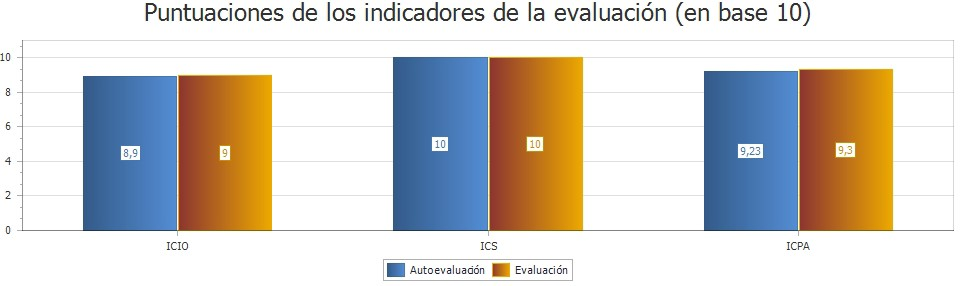 Puntuaciones de los indicadores de la evaluación (en base 10)
10
8
6
4
2
0
8,9
9
10
10
9,23
9,3
ICIO
ICS
ICPA
Autoevaluación
Evaluación